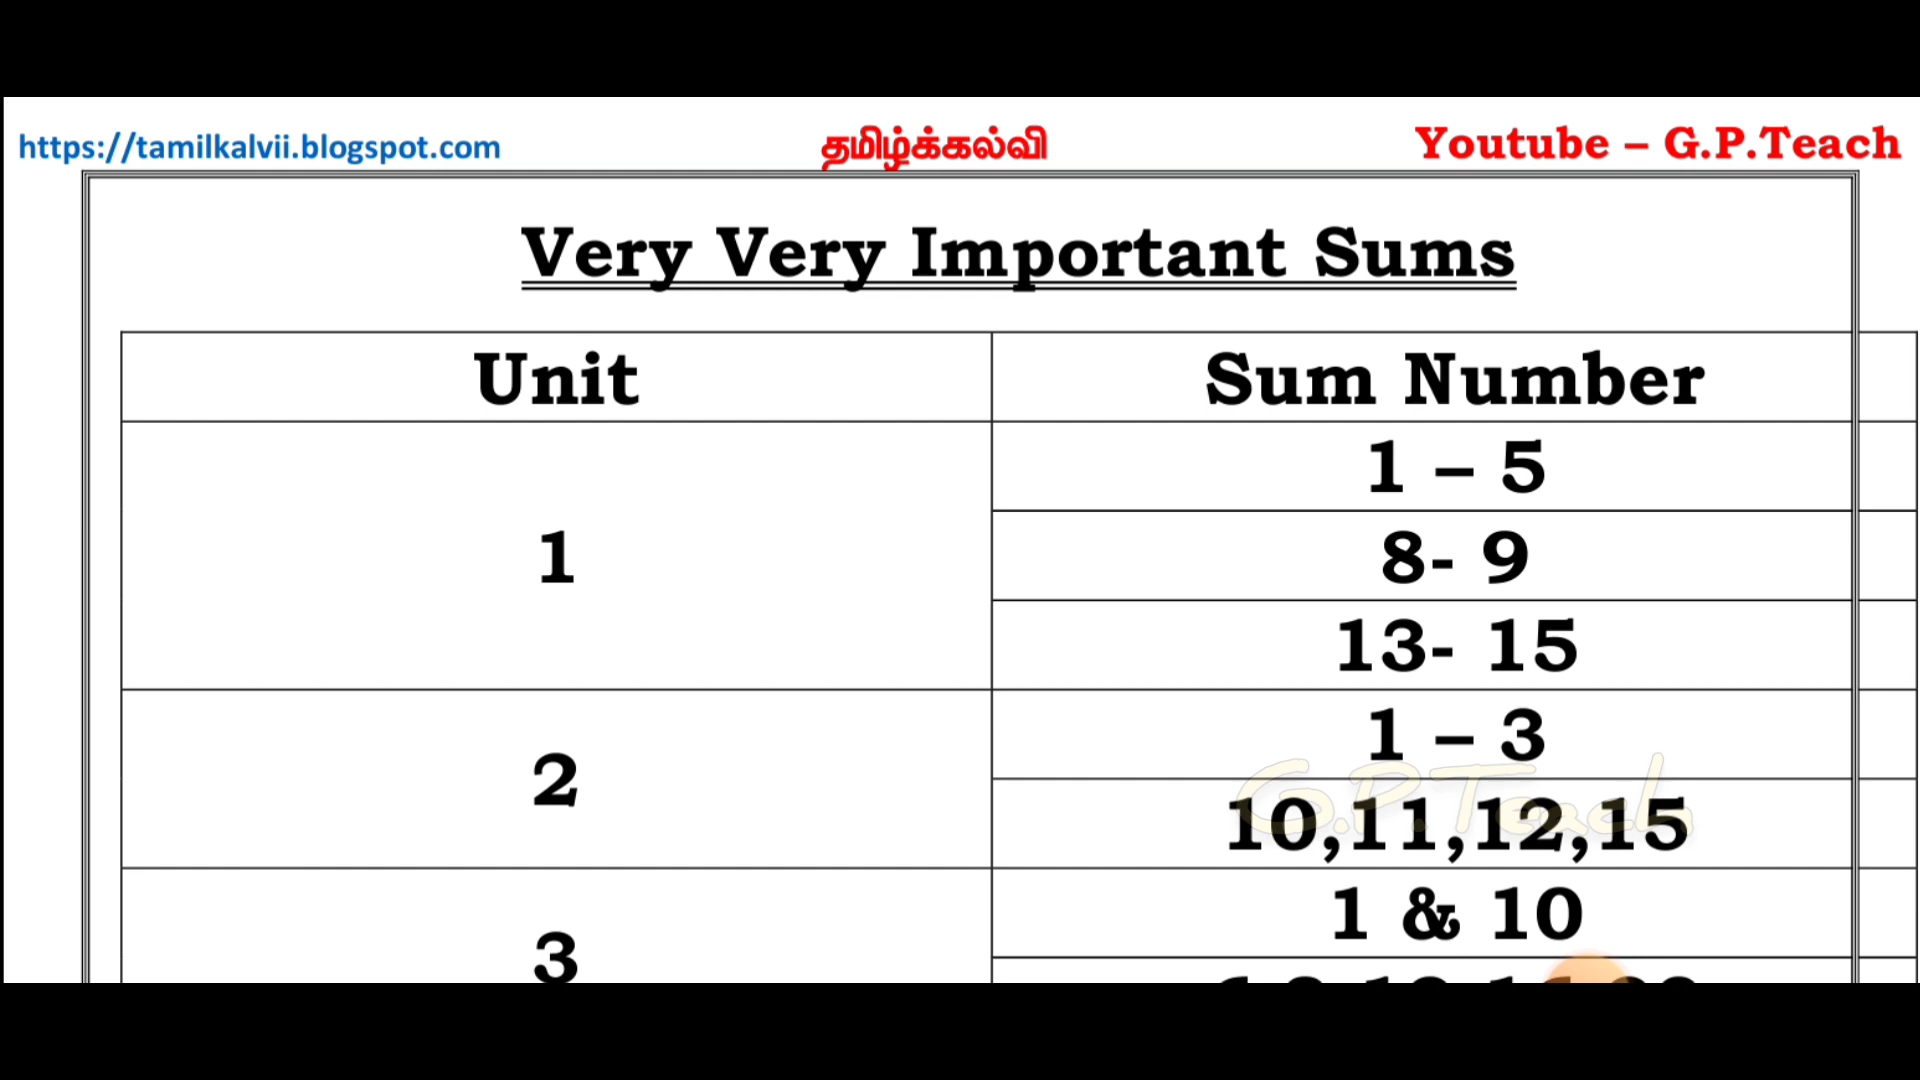 https://tamilkalvii.blogspot.com தமிழ்க்கல்வி Youtube – G.P.Teach
Very Very Important Sums
Unit Sum Number
1 – 5
1 8- 9
13- 15
1 – 3
2
10,11,12,15
G.P.Teach
1 & 10
3